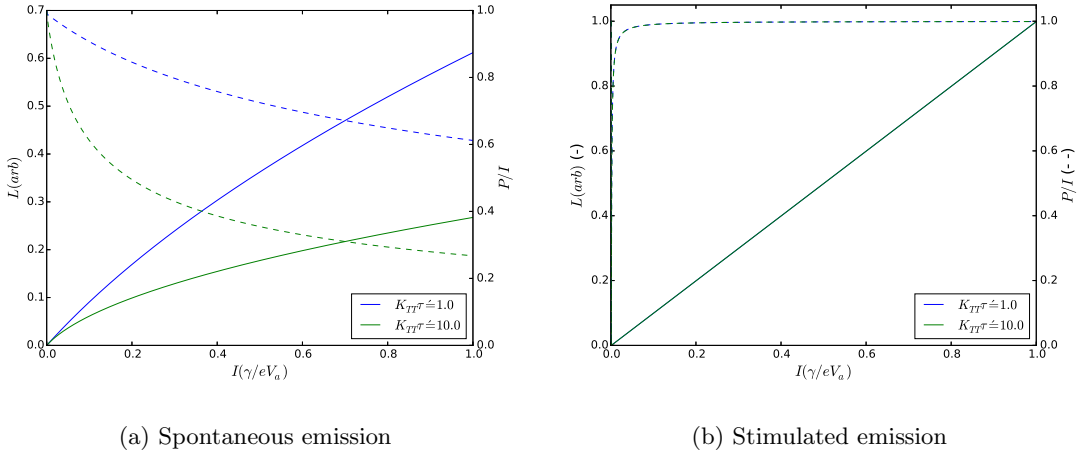 0.7
0.6
0.5
0.4
0.3
0.2
0.1
0.0
L(arb)
1.0
0.8
0.6
0.4
0.2
0.0
P/I
0.0 0.2 0.4 0.6 0.8 1.0
I(γ/eV_a)
K_TT τ́=1.0
K_TT τ́=10.0
(a) Spontaneous emission
1.0
0.8
0.6
0.4
0.2
L(arb) (-)
1.0
0.8
0.6
0.4
0.2
0.0
P/I (- -)
0.0 0.2 0.4 0.6 0.8 1.0
I(γ/eV_a)
K_TT τ́=1.0
K_TT τ́=10.0
(b) Stimulated emission